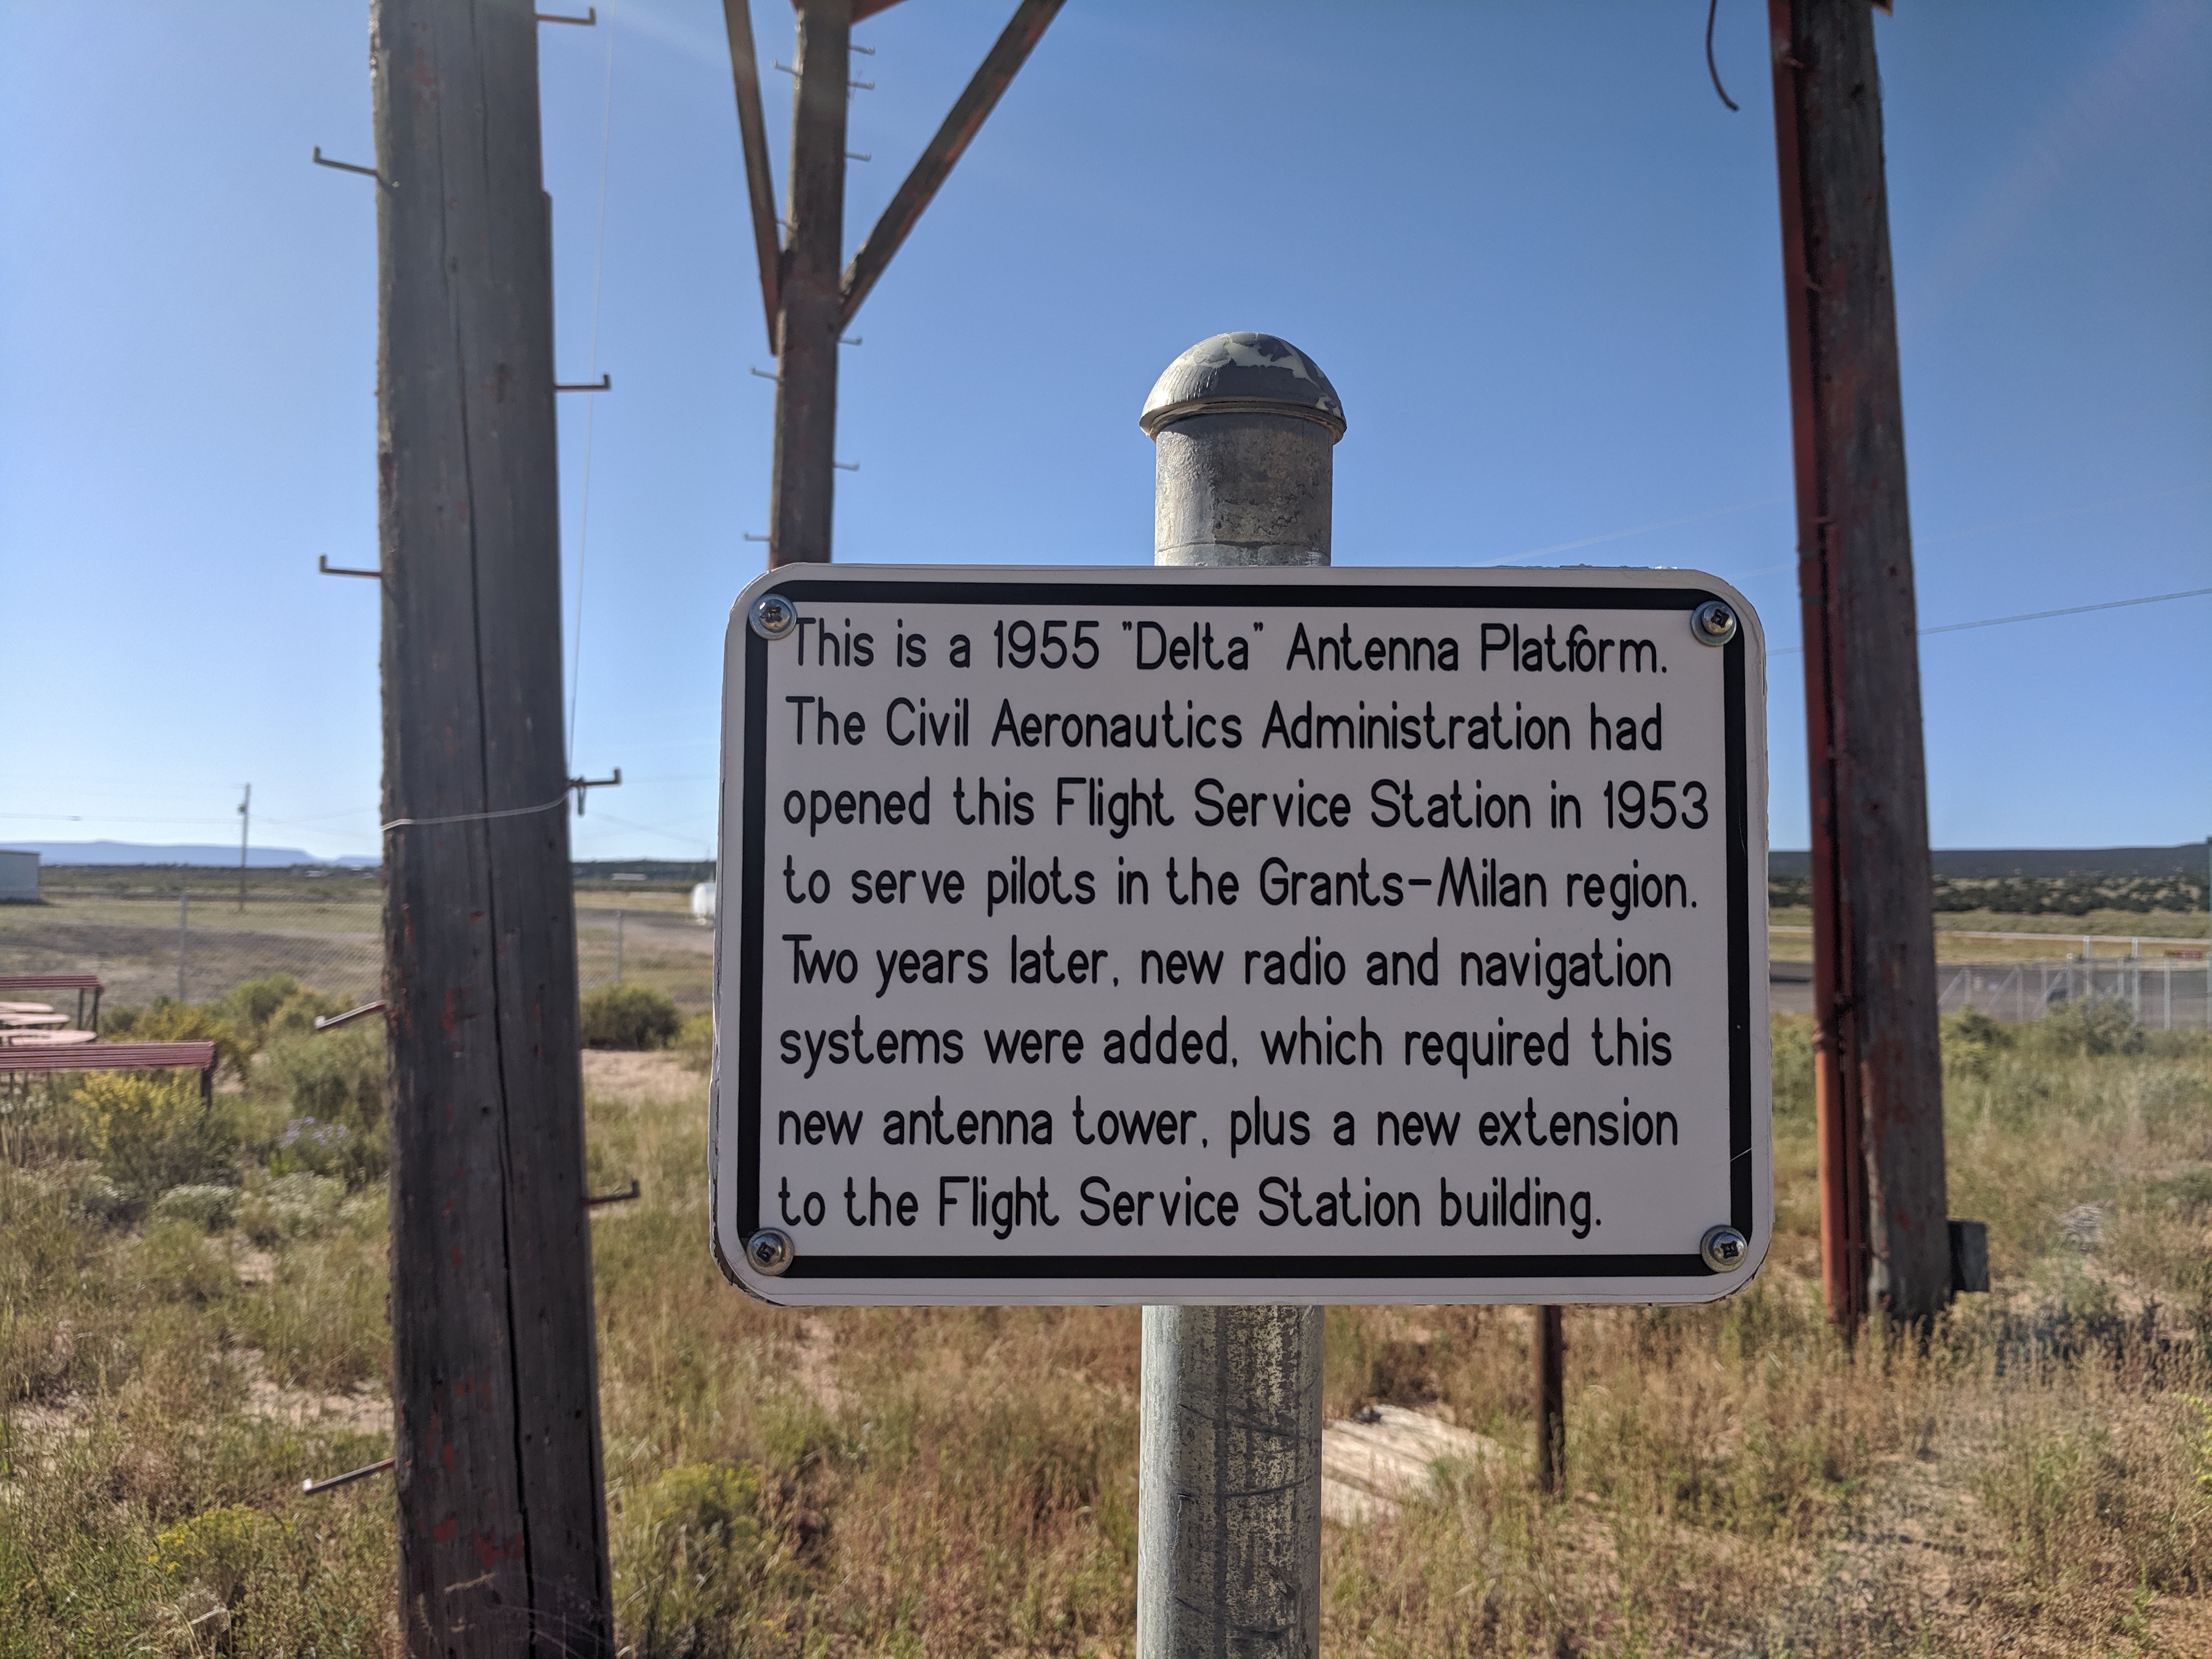 This is a 1955 "Delta" Antenna Platform.
The Civil Aeronautics Administration had
opened this Flight Service Station in 1953
to serve pilots in the Grants-Milan region.
Two years later, new radio and navigation
systems were added, which required this
new antenna tower, plus a new extension
to the Flight Service Station building.